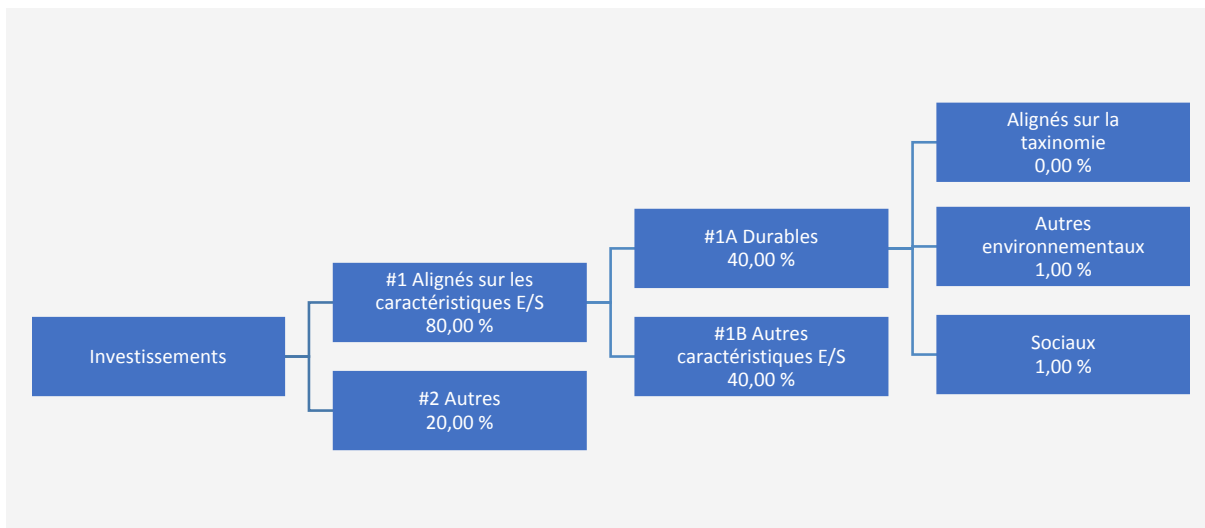 Investissements
#1 Alignés sur les
caractéristiques E/S
80,00 %
#2 Autres
20,00 %
#1A Durables
40,00 %
#1B Autres
caractéristiques E/S
40,00 %
Alignés sur la
taxinomie
0,00 %
Autres
environnementaux
1,00 %
Sociaux
1,00 %